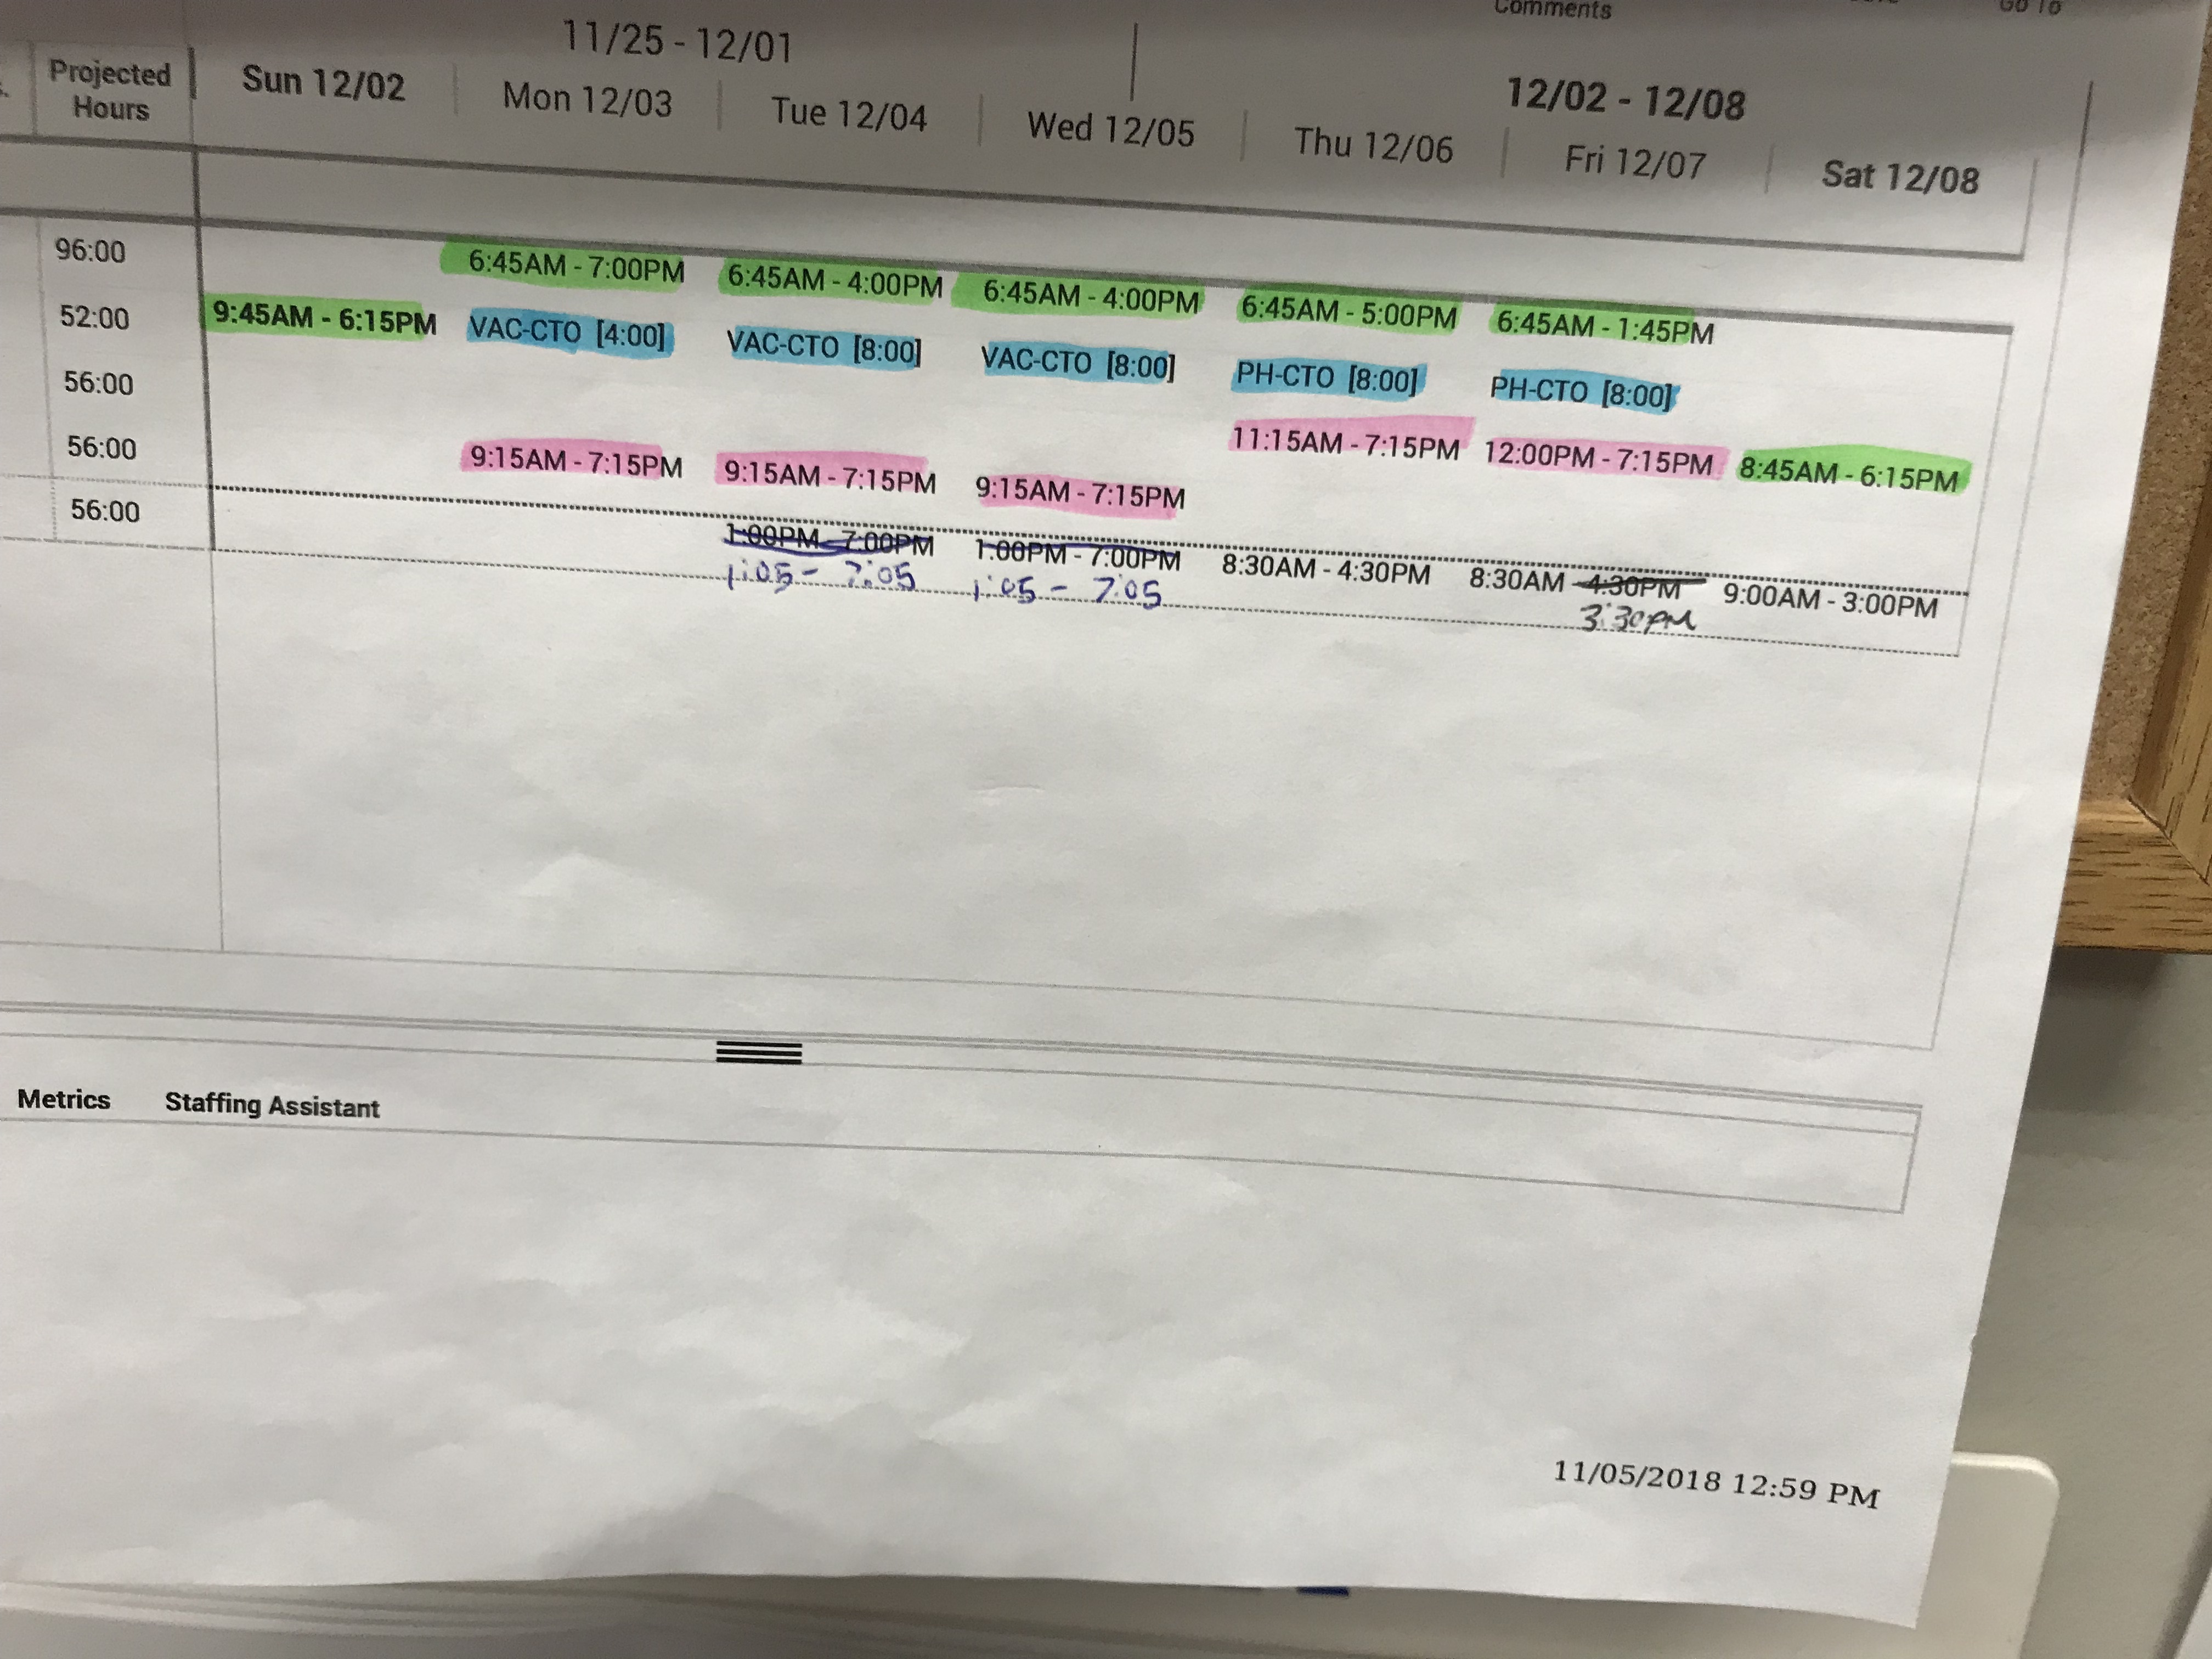 Comments
11/25 - 12/01
12/02 - 12/08
Projected
Hours
Sun 12/02 Mon 12/03 Tue 12/04 Wed 12/05 Thu 12/06 Fri 12/07 Sat 12/08
96:00 6:45AM - 7:00PM 6:45AM - 4:00PM 6:45AM - 4:00PM 6:45AM - 5:00PM 6:45AM - 1:45PM
52:00 9:45AM - 6:15PM VAC-CTO [4:00] VAC-CTO [8:00] VAC-CTO [8:00] PH-CTO [8:00] PH-CTO [8:00]
56:00
56:00 9:15AM - 7:15PM 9:15AM - 7:15PM 9:15AM - 7:15PM 11:15AM - 7:15PM 12:00PM - 7:15PM 8:45AM - 6:15PM
56:00 1:00PM - 7:00PM 1:00PM - 7:00PM 8:30AM - 4:30PM 8:30AM - 4:30PM 9:00AM - 3:00PM
1:05 - 7:05 1:05 - 7:05 3:30PM
Metrics Staffing Assistant
11/05/2018 12:59 PM